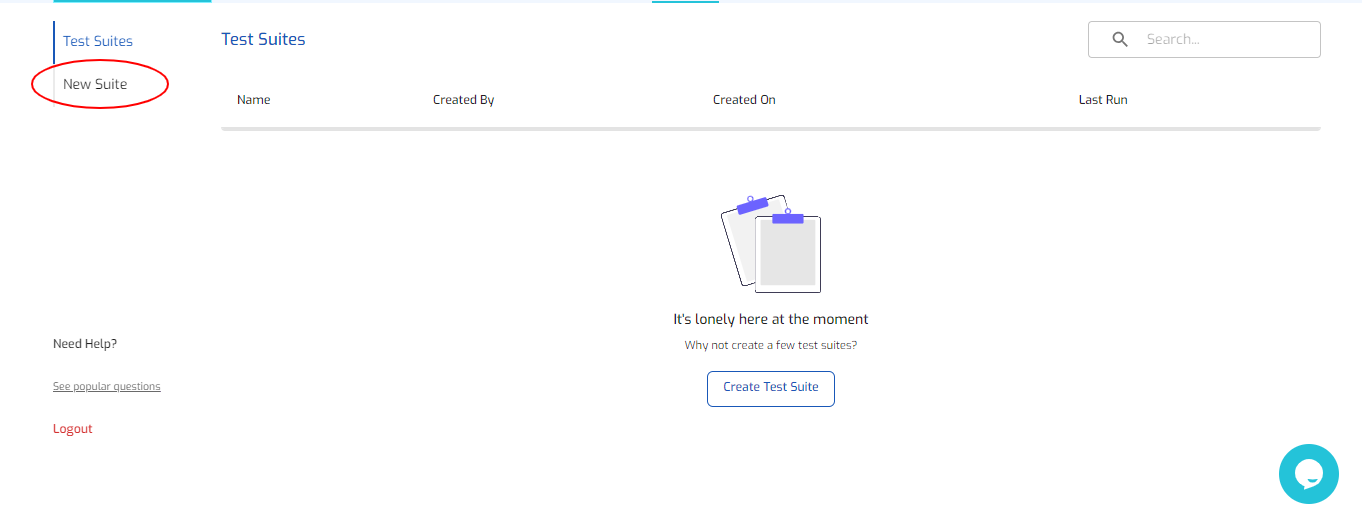 Test Suites
New Suite
Test Suites
Search...
Name Created By Created On Last Run
It's lonely here at the moment
Why not create a few test suites?
Create Test Suite
Need Help?
See popular questions
Logout